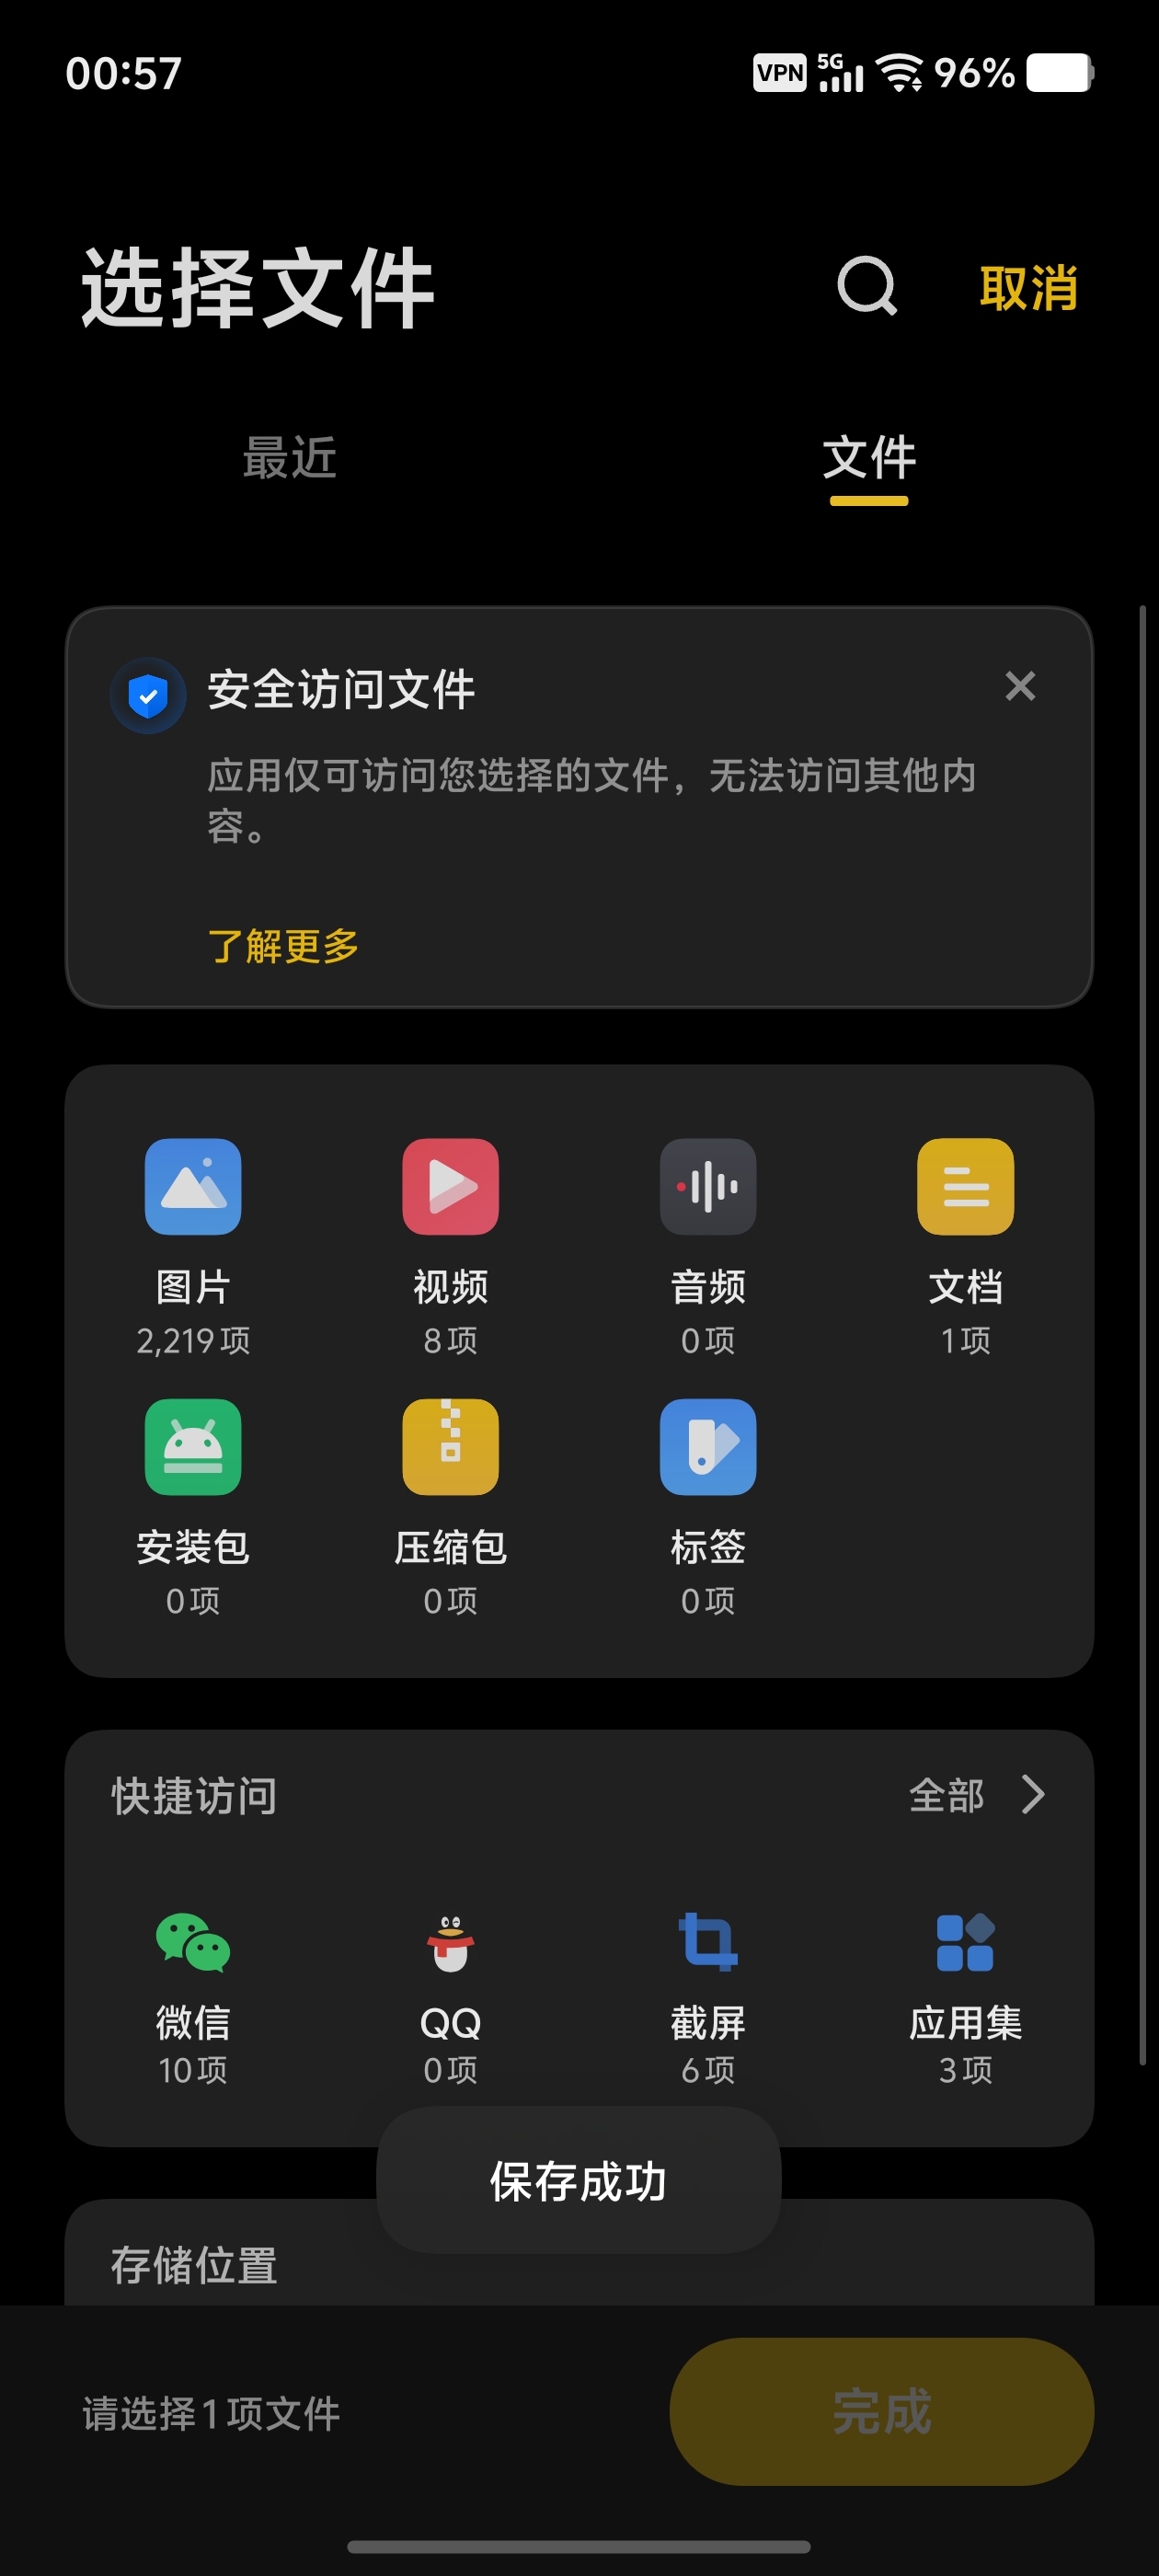 00:57
VPN 5G 96%
选择文件
取消
最近
文件
安全访问文件
应用仅可访问您选择的文件，无法访问其他内
容。
了解更多
图片
视频
音频
文档
2,219 项
8 项
0 项
1 项
安装包
压缩包
标签
0 项
0 项
0 项
快捷访问
全部
微信
QQ
截屏
应用集
10 项
0 项
6 项
3 项
保存成功
存储位置
请选择1项文件
完成